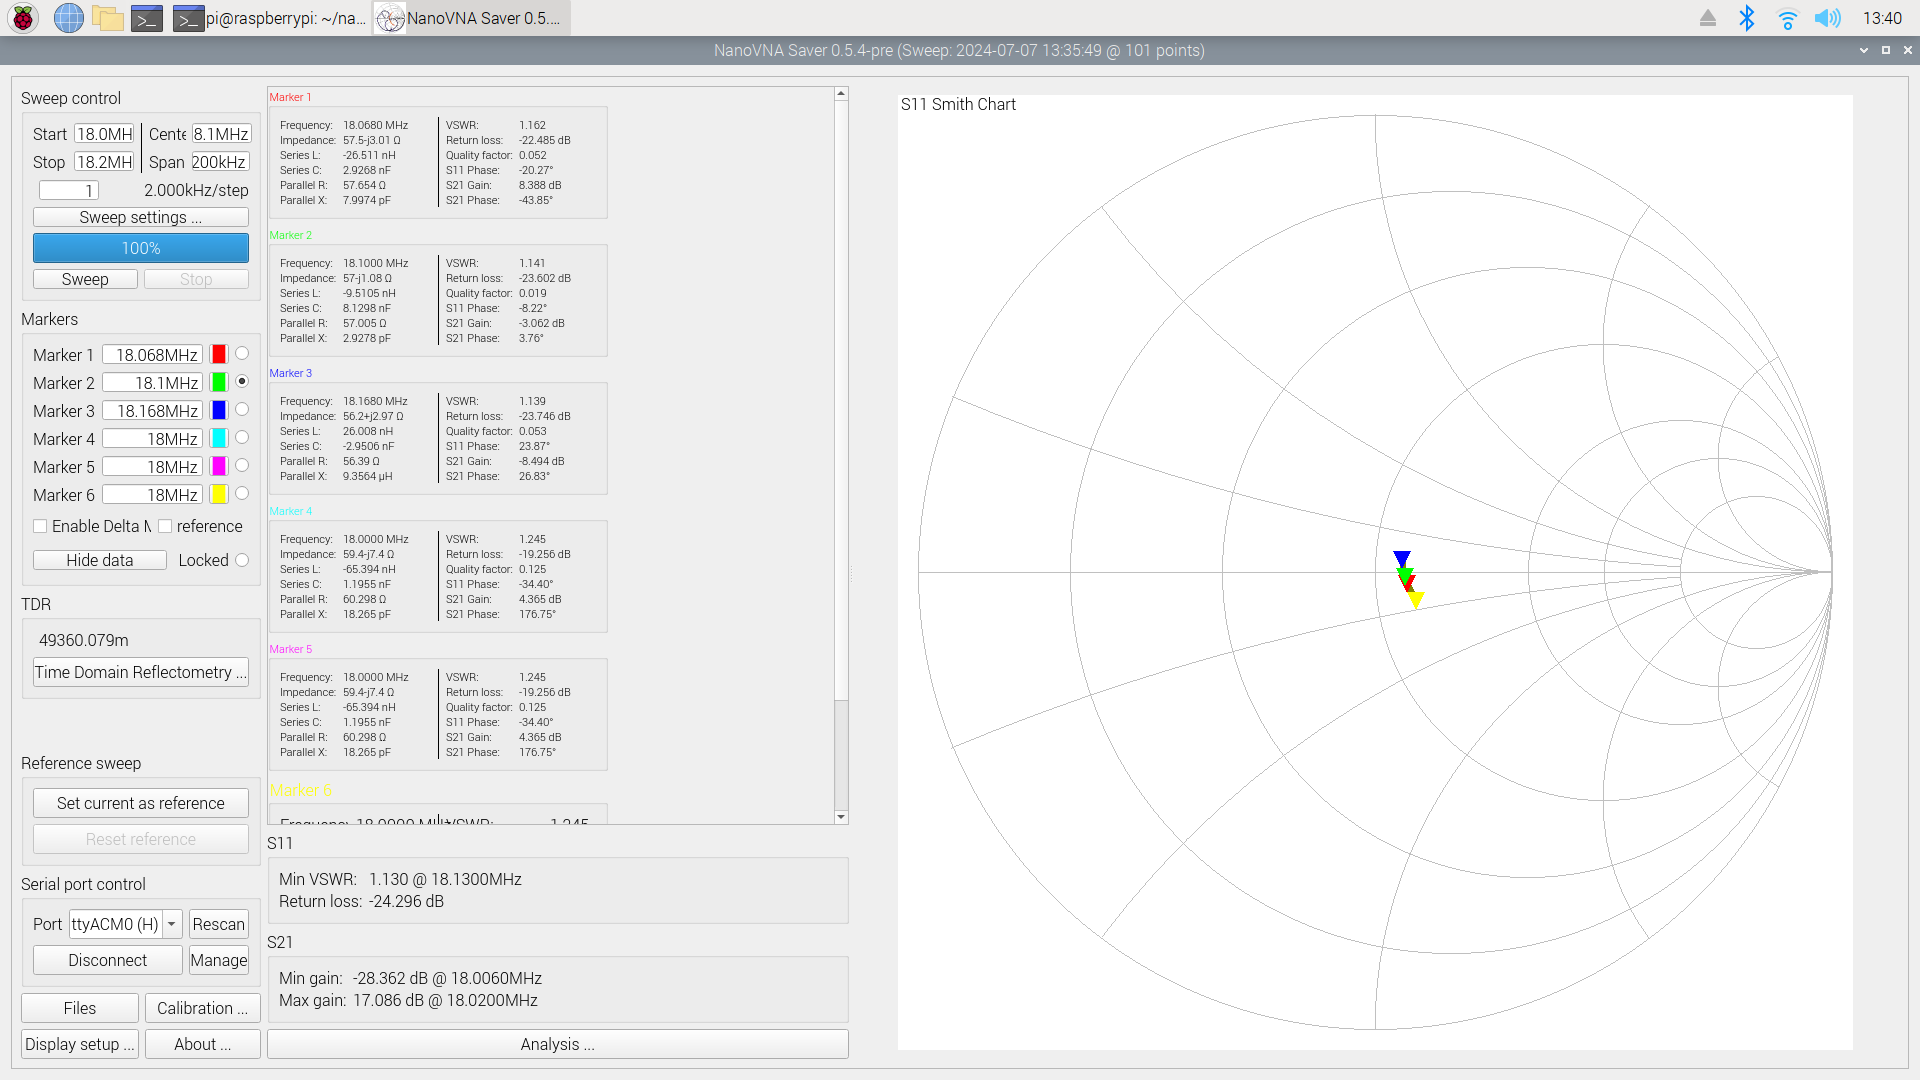 pi@raspberrypi: ~/na...
NanoVNA Saver 0.5....
13:40
NanoVNA Saver 0.5.4-pre (Sweep: 2024-07-07 13:35:49 @ 101 points)
Sweep control
Start 18.0MH Cente 8.1MHz
Stop 18.2MH Span 200kHz
1 2.000kHz/step
Sweep settings ...
100%
Sweep Stop
Markers
Marker 1 18.068MHz
Marker 2 18.1MHz
Marker 3 18.168MHz
Marker 4 18MHz
Marker 5 18MHz
Marker 6 18MHz
Enable Delta M reference
Hide data Locked
TDR
49360.079m
Time Domain Reflectometry ...
Reference sweep
Set current as reference
Reset reference
Serial port control
Port ttyACM0 (H) Rescan
Disconnect Manage
Files Calibration ...
Display setup ... About ...
Marker 1
Frequency: 18.0680 MHz VSWR: 1.162
Impedance: 57.5-j3.01 Ω Return loss: -22.485 dB
Series L: -26.511 nH Quality factor: 0.052
Series C: 2.9268 nF S11 Phase: -20.27°
Parallel R: 57.654 Ω S21 Gain: 8.388 dB
Parallel X: 7.9974 pF S21 Phase: -43.85°
Marker 2
Frequency: 18.1000 MHz VSWR: 1.141
Impedance: 57-j1.08 Ω Return loss: -23.602 dB
Series L: -9.5105 nH Quality factor: 0.019
Series C: 8.1298 nF S11 Phase: -8.22°
Parallel R: 57.005 Ω S21 Gain: -3.062 dB
Parallel X: 2.9278 pF S21 Phase: 3.76°
Marker 3
Frequency: 18.1680 MHz VSWR: 1.139
Impedance: 56.2+j2.97 Ω Return loss: -23.746 dB
Series L: 26.008 nH Quality factor: 0.053
Series C: -2.9506 nF S11 Phase: 23.87°
Parallel R: 56.39 Ω S21 Gain: -8.494 dB
Parallel X: 9.3564 µH S21 Phase: 26.83°
Marker 4
Frequency: 18.0000 MHz VSWR: 1.245
Impedance: 59.4-j7.4 Ω Return loss: -19.256 dB
Series L: -65.394 nH Quality factor: 0.125
Series C: 1.1955 nF S11 Phase: -34.40°
Parallel R: 60.298 Ω S21 Gain: 4.365 dB
Parallel X: 18.265 pF S21 Phase: 176.75°
Marker 5
Frequency: 18.0000 MHz VSWR: 1.245
Impedance: 59.4-j7.4 Ω Return loss: -19.256 dB
Series L: -65.394 nH Quality factor: 0.125
Series C: 1.1955 nF S11 Phase: -34.40°
Parallel R: 60.298 Ω S21 Gain: 4.365 dB
Parallel X: 18.265 pF S21 Phase: 176.75°
Marker 6
Frequency: 18.0000 MHz VSWR: 1.245
S11
Min VSWR: 1.130 @ 18.1300MHz
Return loss: -24.296 dB
S21
Min gain: -28.362 dB @ 18.0060MHz
Max gain: 17.086 dB @ 18.0200MHz
Analysis ...
S11 Smith Chart